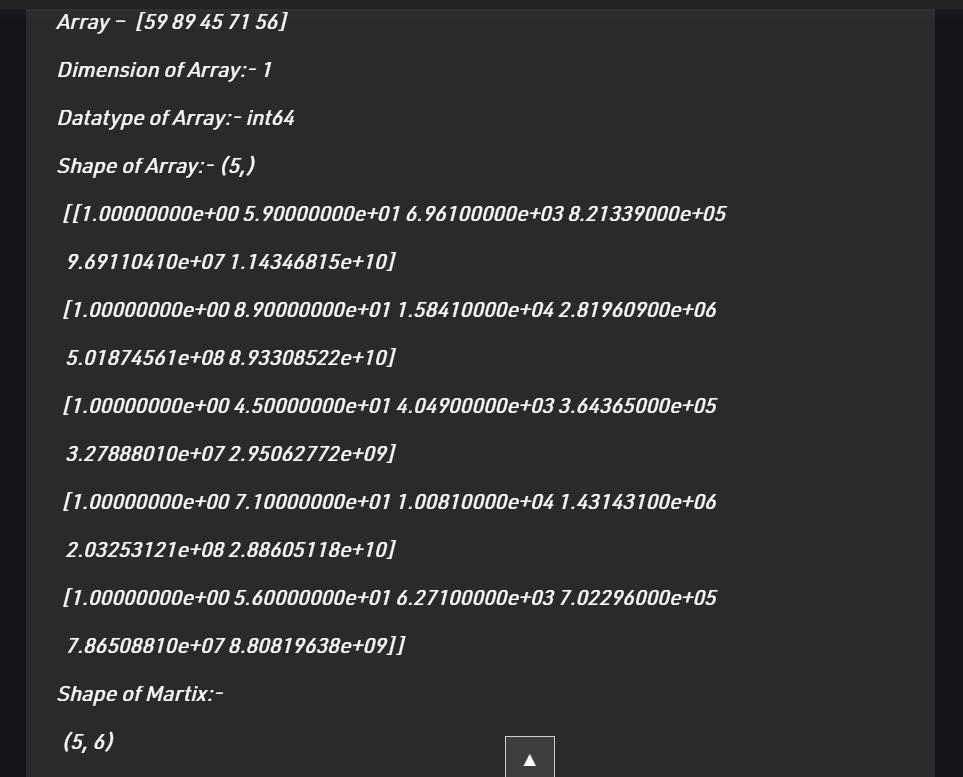 Array – [59 89 45 71 56]
Dimension of Array:- 1
Datatype of Array:- int64
Shape of Array:- (5,)
[[1.00000000e+00 5.90000000e+01 6.96100000e+03 8.21339000e+05
9.69110410e+07 1.14346815e+10]
[1.00000000e+00 8.90000000e+01 1.58410000e+04 2.81960900e+06
5.01874561e+08 8.93308522e+10]
[1.00000000e+00 4.50000000e+01 4.04900000e+03 3.64365000e+05
3.27888010e+07 2.95062772e+09]
[1.00000000e+00 7.10000000e+01 1.00810000e+04 1.43143100e+06
2.03253121e+08 2.88605118e+10]
[1.00000000e+00 5.60000000e+01 6.27100000e+03 7.02296000e+05
7.86508810e+07 8.80819638e+09]]
Shape of Martix:-
(5, 6)